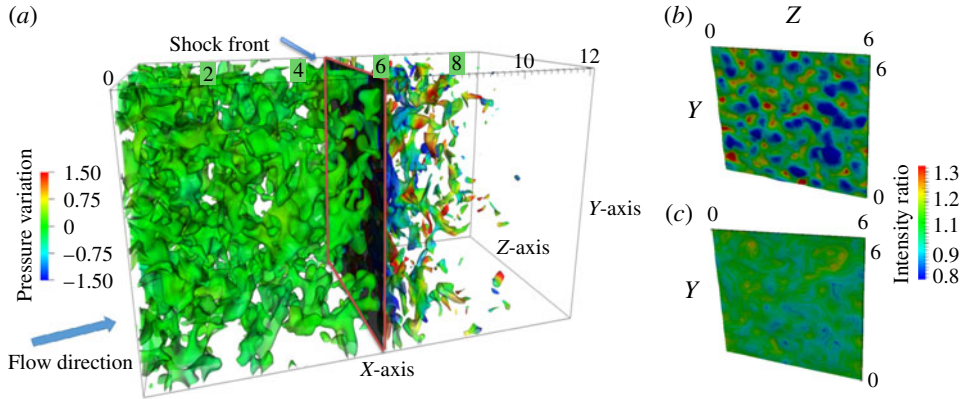 (a)
Shock front
0
2
4
6
8
10
12
Pressure variation
1.50
0.75
0
−0.75
−1.50
Flow direction
X-axis
Z-axis
Y-axis
(b)
Z
0
6
6
Y
0
(c)
0
6
6
Y
0
Intensity ratio
1.3
1.2
1.1
1.0
0.9
0.8